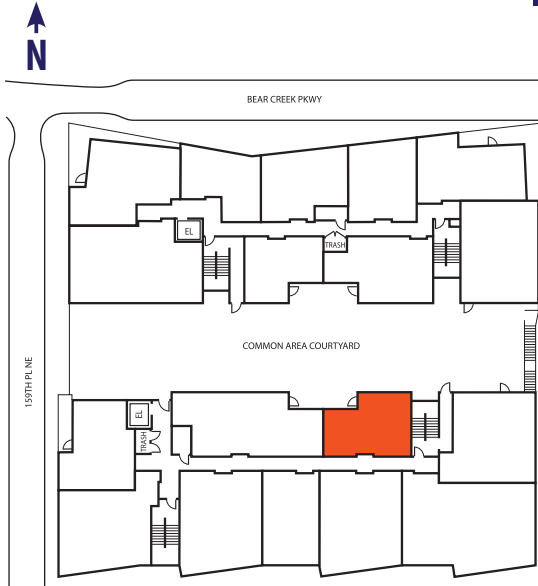 N
BEAR CREEK PKWY
EL
TRASH
COMMON AREA COURTYARD
159TH PL NE
EL
TRASH